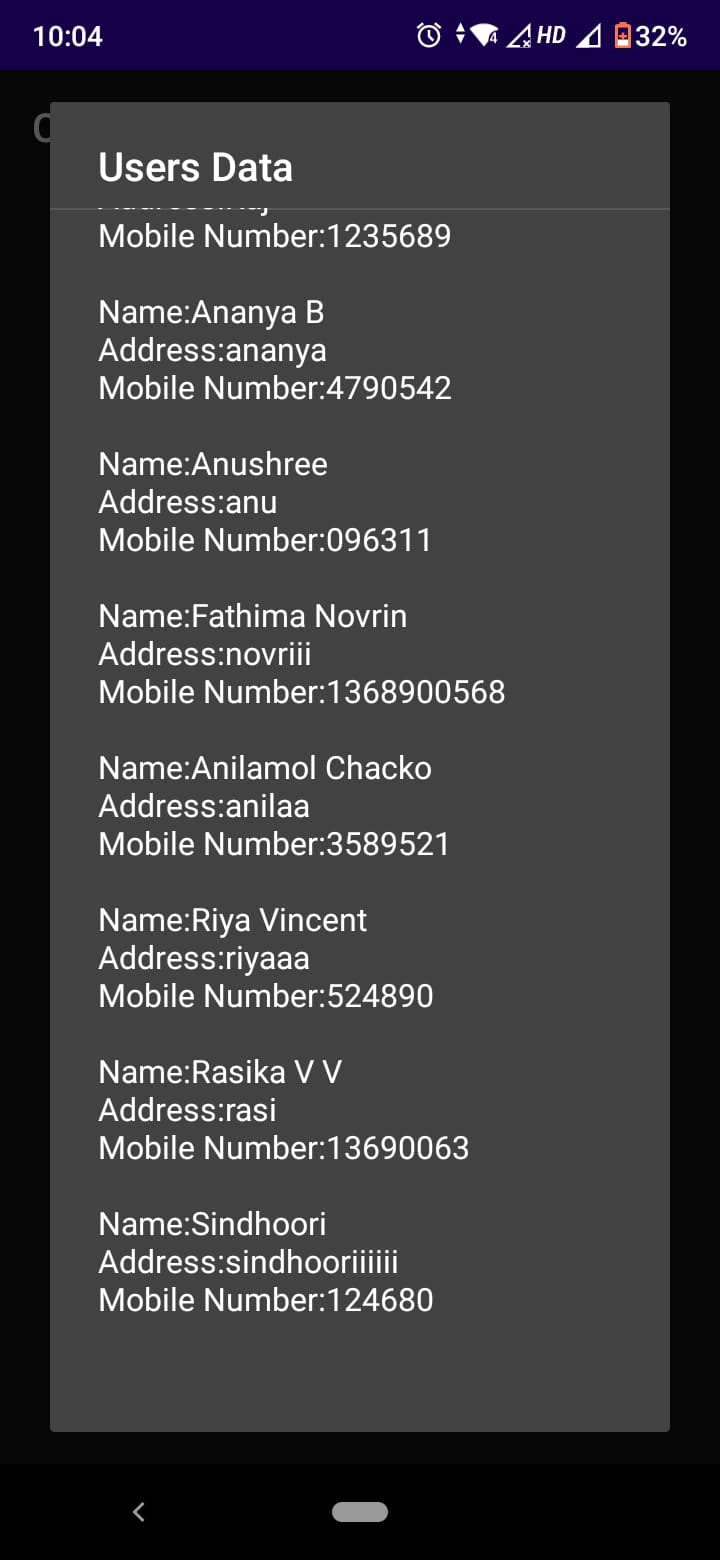 10:04
4
HD
32%
Users Data
Mobile Number:1235689
Name:Ananya B
Address:ananya
Mobile Number:4790542
Name:Anushree
Address:anu
Mobile Number:096311
Name:Fathima Novrin
Address:novriii
Mobile Number:1368900568
Name:Anilamol Chacko
Address:anilaa
Mobile Number:3589521
Name:Riya Vincent
Address:riyaaa
Mobile Number:524890
Name:Rasika V V
Address:rasi
Mobile Number:13690063
Name:Sindhoori
Address:sindhooriiiiii
Mobile Number:124680